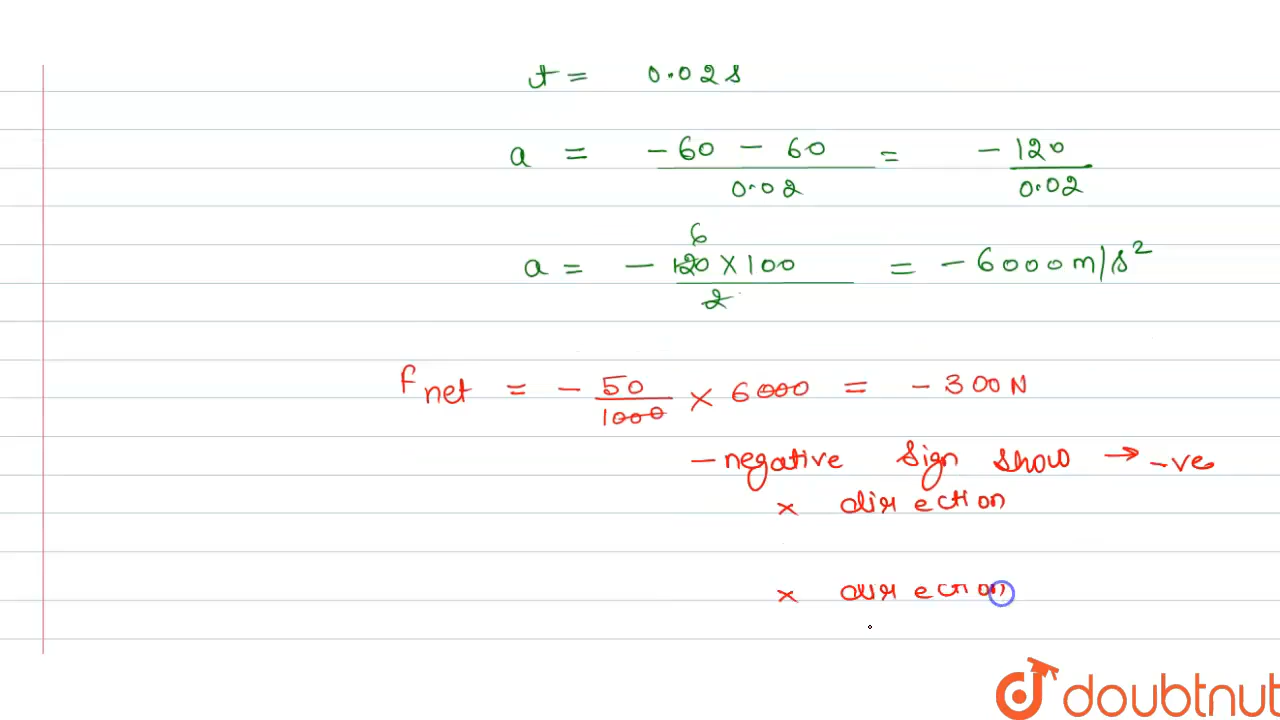 t = 0.02 s
a = -60 - 60 / 0.02 = -120 / 0.02
6
a = -120 × 100 / 2 = -6000 m/s²
Fnet = -50/1000 × 6000 = -300 N
- negative sign show → -ve
x direction
x direction
doubtnut